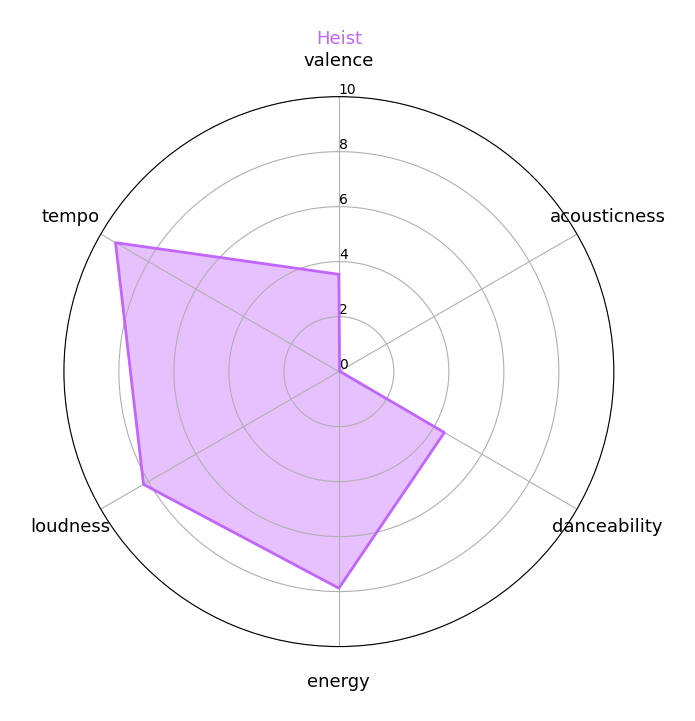 Heist
valence
10
8
tempo
6
acousticness
4
2
0
loudness
danceability
energy